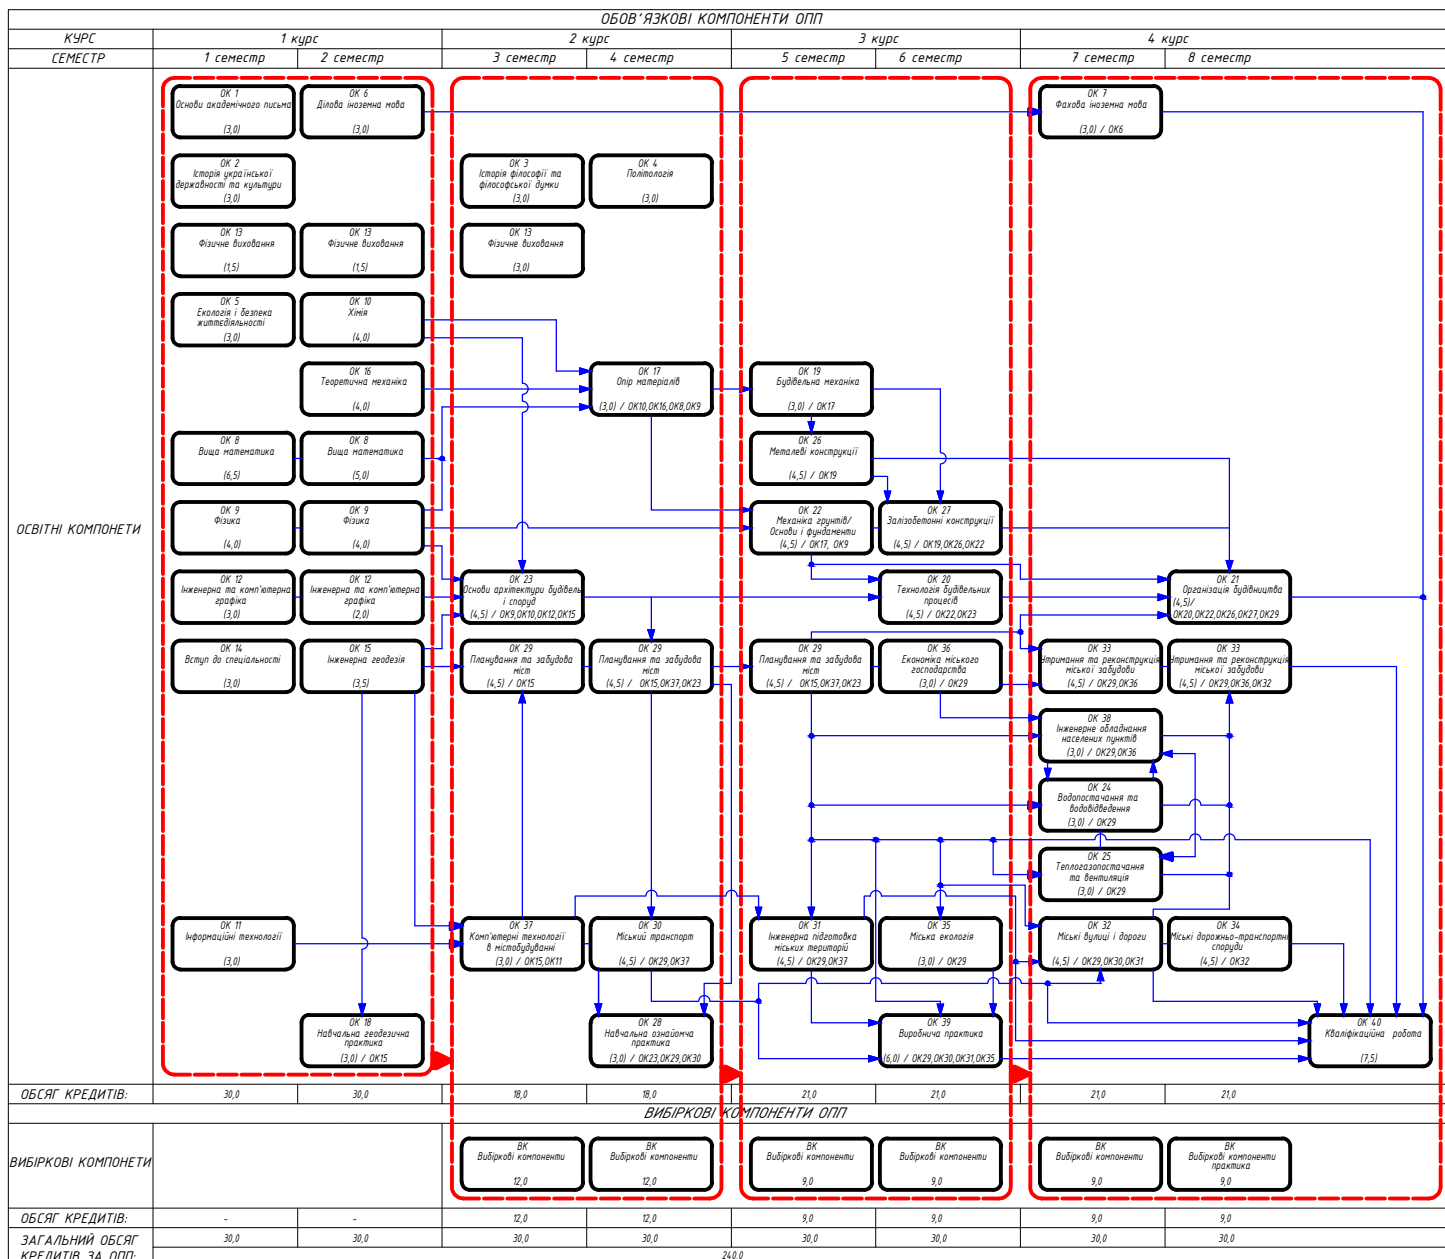 ОБОВ'ЯЗКОВІ КОМПОНЕНТИ ОПП
КУРС
1 курс
2 курс
3 курс
4 курс
СЕМЕСТР
1 семестр
2 семестр
3 семестр
4 семестр
5 семестр
6 семестр
7 семестр
8 семестр
ОСВІТНІ КОМПОНЕТИ
ОК 1
Основи академічного письма
(3,0)
ОК 6
Ділова іноземна мова
(3,0)
ОК 7
Фахова іноземна мова
(3,0) / ОК6
ОК 2
Історія української
державності та культури
(3,0)
ОК 3
Історія філософії та
філософської думки
(3,0)
ОК 4
Політологія
(3,0)
ОК 13
Фізичне виховання
(1,5)
ОК 13
Фізичне виховання
(1,5)
ОК 13
Фізичне виховання
(3,0)
ОК 5
Екологія і безпека
життєдіяльності
(3,0)
ОК 10
Хімія
(4,0)
ОК 16
Теоретична механіка
(4,0)
ОК 17
Опір матеріалів
(3,0) / ОК10,ОК16,ОК8,ОК9
ОК 19
Будівельна механіка
(3,0) / ОК17
ОК 8
Вища математика
(6,5)
ОК 8
Вища математика
(5,0)
ОК 26
Металеві конструкції
(4,5) / ОК19
ОК 9
Фізика
(4,0)
ОК 9
Фізика
(4,0)
ОК 22
Механіка грунтів/
Основи і фундаменти
(4,5) / ОК17, ОК9
ОК 27
Залізобетонні конструкції
(4,5) / ОК19,ОК26,ОК22
ОК 12
Інженерна та комп'ютерна
графіка
(3,0)
ОК 12
Інженерна та комп'ютерна
графіка
(2,0)
ОК 23
Основи архітектури будівель
і споруд
(4,5) / ОК9,ОК10,ОК12,ОК15
ОК 20
Технологія будівельних
процесів
(4,5) / ОК22,ОК23
ОК 21
Організація будівництва
(4,5)/
ОК20,ОК22,ОК26,ОК27,ОК29
ОК 14
Вступ до спеціальності
(3,0)
ОК 15
Інженерна геодезія
(3,5)
ОК 29
Планування та забудова
міст
(4,5) / ОК15
ОК 29
Планування та забудова
міст
(4,5) / ОК15,ОК37,ОК23
ОК 29
Планування та забудова
міст
(4,5) / ОК15,ОК37,ОК23
ОК 36
Економіка міського
господарства
(3,0) / ОК29
ОК 33
Утримання та реконструкція
міської забудови
(4,5) / ОК29,ОК36
ОК 33
Утримання та реконструкція
міської забудови
(4,5) / ОК29,ОК36,ОК32
ОК 38
Інженерне обладнання
населених пунктів
(3,0) / ОК29,ОК36
ОК 24
Водопостачання та
водовідведення
(3,0) / ОК29
ОК 25
Теплогазопостачання
та вентиляція
(3,0) / ОК29
ОК 11
Інформаційні технології
(3,0)
ОК 37
Комп'ютерні технології
в містобудуванні
(3,0) / ОК15,ОК11
ОК 30
Міський транспорт
(4,5) / ОК29,ОК37
ОК 31
Інженерна підготовка
міських територій
(4,5) / ОК29,ОК37
ОК 35
Міська екологія
(3,0) / ОК29
ОК 32
Міські вулиці і дороги
(4,5) / ОК29,ОК30,ОК31
ОК 34
Міські дорожньо-транспортні
споруди
(4,5) / ОК32
ОК 18
Навчальна геодезична
практика
(3,0) / ОК15
ОК 28
Навчальна ознайомча
практика
(3,0) / ОК23,ОК29,ОК30
ОК 39
Виробнича практика
(6,0) / ОК29,ОК30,ОК31,ОК35
ОК 40
Кваліфікаційна робота
(7,5)
ОБСЯГ КРЕДИТІВ:
30,0
30,0
18,0
18,0
21,0
21,0
21,0
21,0
ВИБІРКОВІ КОМПОНЕНТИ ОПП
ВИБІРКОВІ КОМПОНЕТИ
ВК
Вибіркові компоненти
12,0
ВК
Вибіркові компоненти
12,0
ВК
Вибіркові компоненти
9,0
ВК
Вибіркові компоненти
9,0
ВК
Вибіркові компоненти
9,0
ВК
Вибіркові компоненти
практика
9,0
ОБСЯГ КРЕДИТІВ:
-
-
12,0
12,0
9,0
9,0
9,0
9,0
ЗАГАЛЬНИЙ ОБСЯГ
КРЕДИТІВ ЗА ОПП:
30,0
30,0
30,0
30,0
30,0
30,0
30,0
30,0
240,0